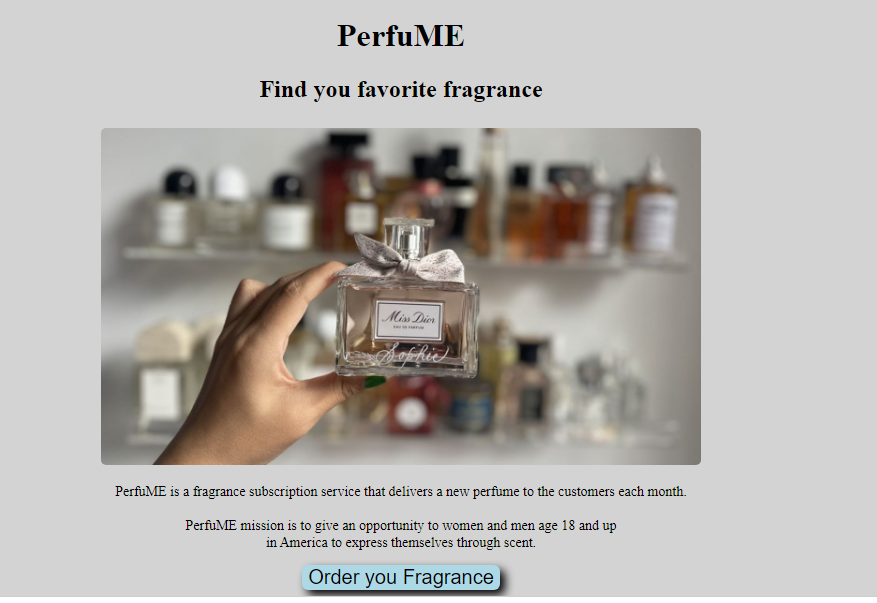 PerfuME
Find you favorite fragrance
Miss Dior
EAU DE PARFUM
Sophie
PerfuME is a fragrance subscription service that delivers a new perfume to the customers each month.
PerfuME mission is to give an opportunity to women and men age 18 and up
in America to express themselves through scent.
Order you Fragrance